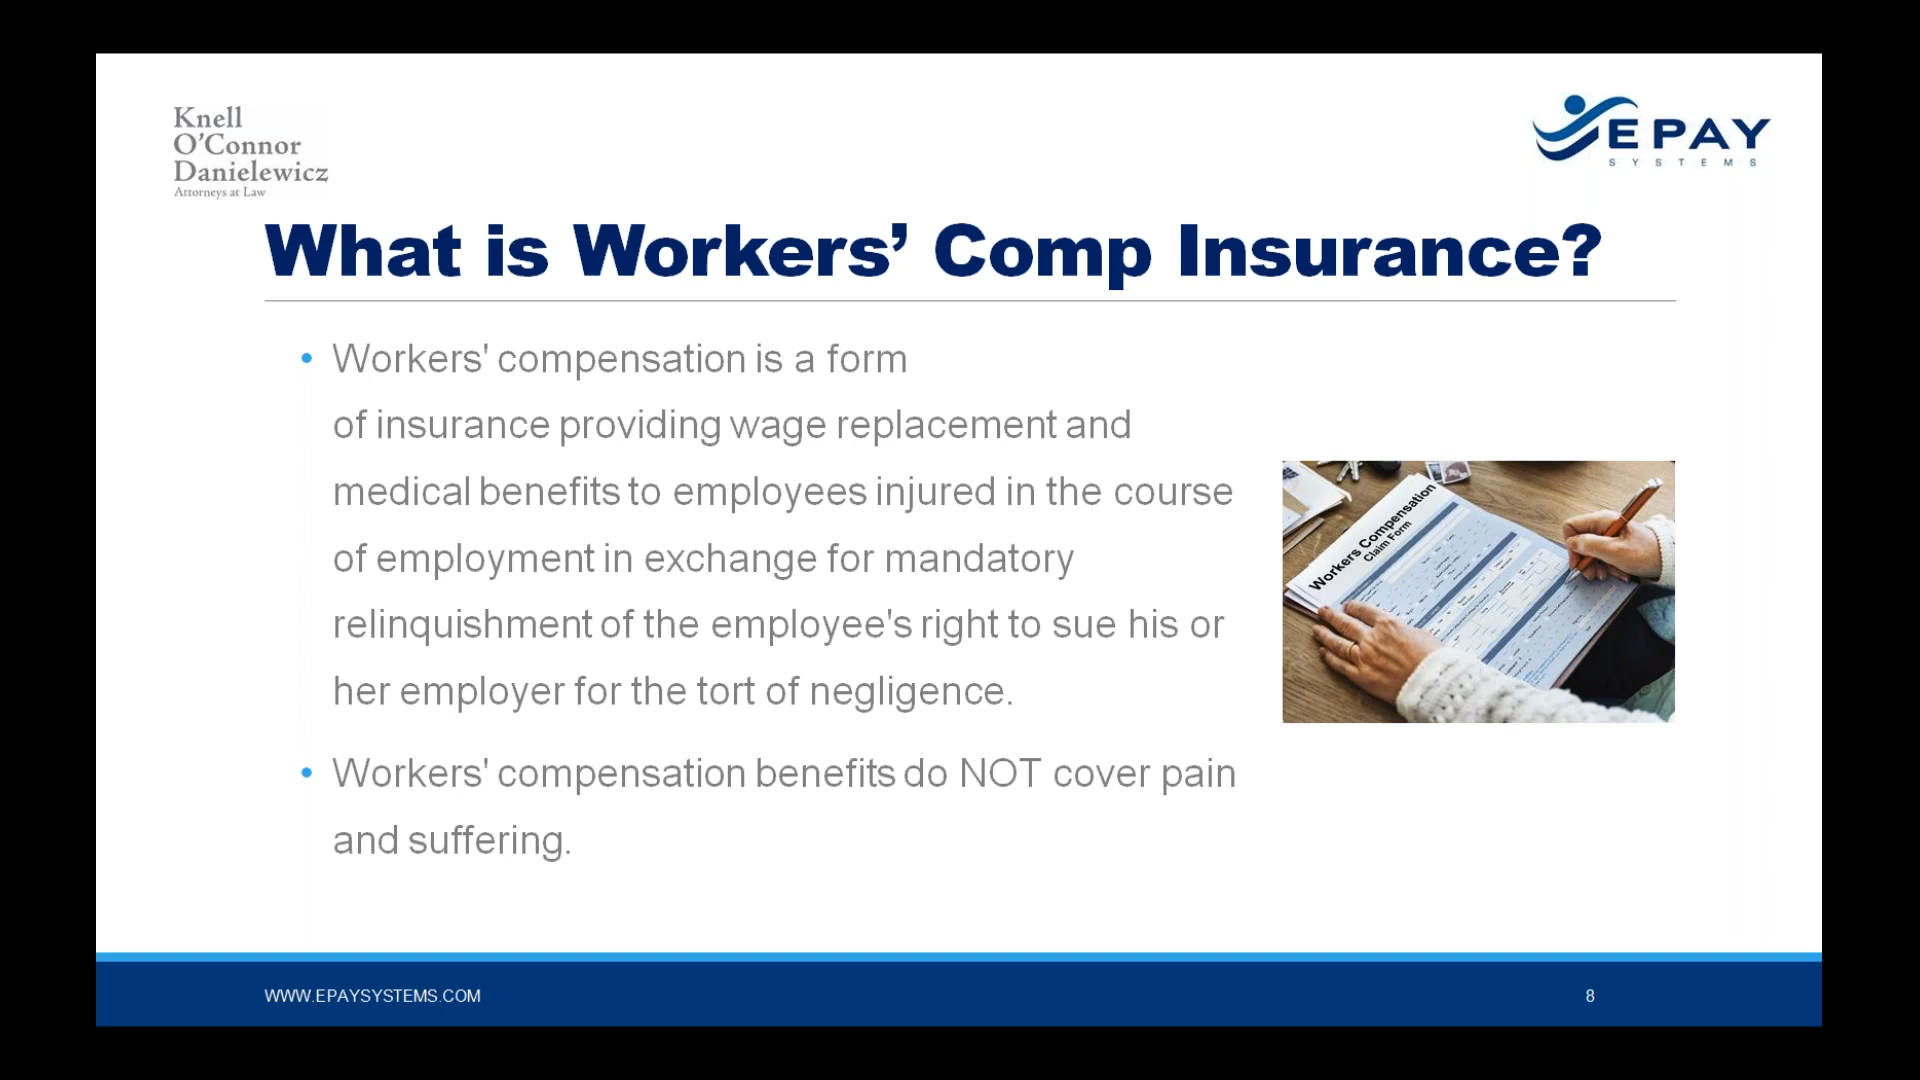 Knell
O’Connor
Danielewicz
Attorneys at Law
EPAY
SYSTEMS
What is Workers’ Comp Insurance?
• Workers' compensation is a form
of insurance providing wage replacement and
medical benefits to employees injured in the course
of employment in exchange for mandatory
relinquishment of the employee's right to sue his or
her employer for the tort of negligence.
• Workers' compensation benefits do NOT cover pain
and suffering.
Workers Compensation
Claim Form
WWW.EPAYSYSTEMS.COM
8